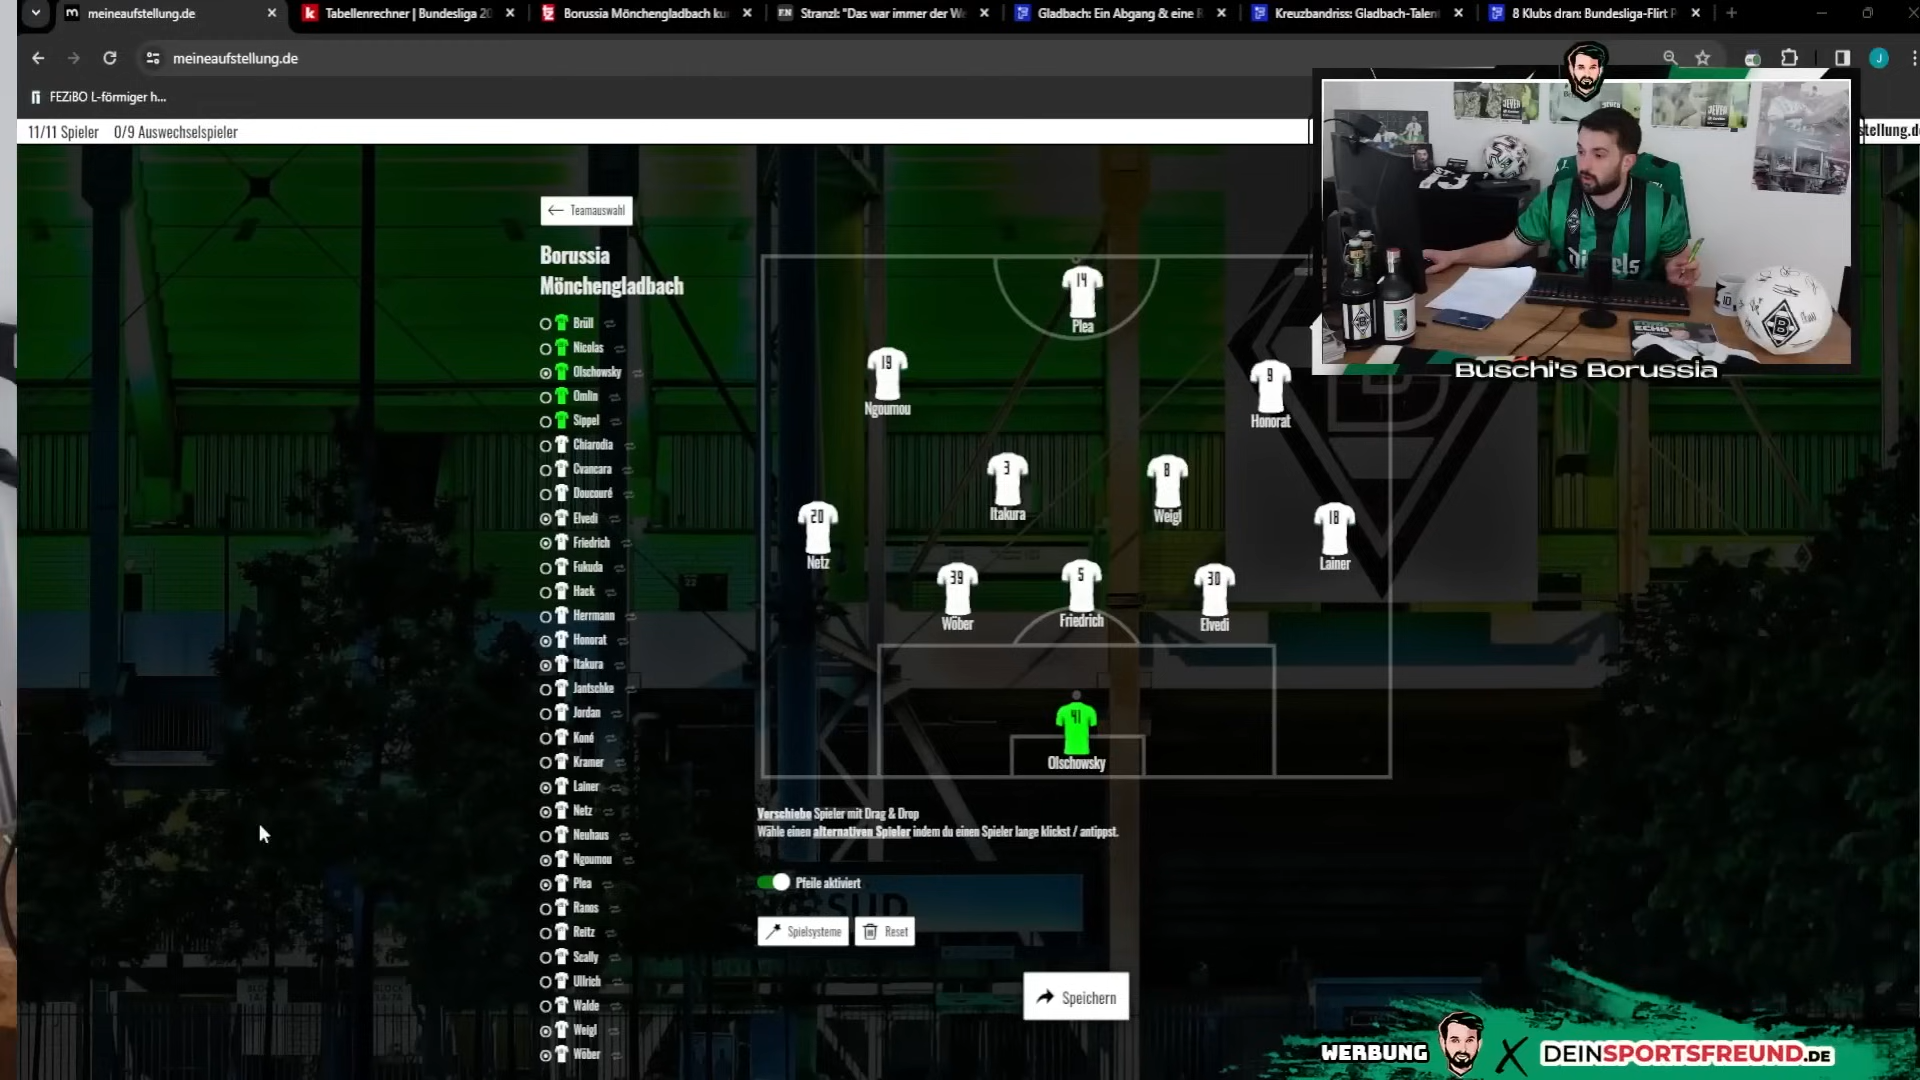 meineaufstellung.de
Tabellenrechner | Bundesliga 20
Borussia Mönchengladbach ku
Stranzl: "Das war immer der W
Gladbach: Ein Abgang & eine R
Kreuzbandriss: Gladbach-Talen
8 Klubs dran: Bundesliga-Flirt
meineaufstellung.de
J
FEZiBO L-förmiger h...
11/11 Spieler 0/9 Auswechselspieler
stellung.d
Teamauswahl
Borussia
Mönchengladbach
Brüll
Nicolas
Olschowsky
Omlin
Sippel
Chiarodia
Cvancara
Doucouré
Elvedi
Friedrich
Fukuda
Hack
Herrmann
Honorat
Itakura
Jantschke
Jordan
Koné
Kramer
Lainer
Netz
Neuhaus
Ngoumou
Plea
Ranos
Reitz
Scally
Ullrich
Walde
Weigl
Wöber
14
Plea
19
Ngoumou
9
Honorat
3
Itakura
8
Weigl
20
Netz
18
Lainer
39
Wöber
5
Friedrich
30
Elvedi
41
Olschowsky
Verschiebe Spieler mit Drag & Drop
Wähle einen alternativen Spieler indem du einen Spieler lange klickst / antippst.
Pfeile aktiviert
Spielsysteme
Reset
Speichern
Buschi's Borussia
ECHO
WERBUNG X DEINSPORTSFREUND.DE